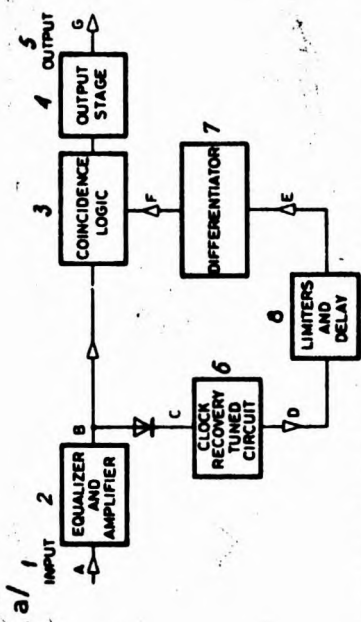 a/
1
INPUT
A
2
EQUALIZER
AND
AMPLIFIER
B
3
COINCIDENCE
LOGIC
4
OUTPUT
STAGE
5
OUTPUT
G
C
6
CLOCK
RECOVERY
TUNED
CIRCUIT
D
8
LIMITERS
AND
DELAY
E
7
DIFFERENTIATOR
F